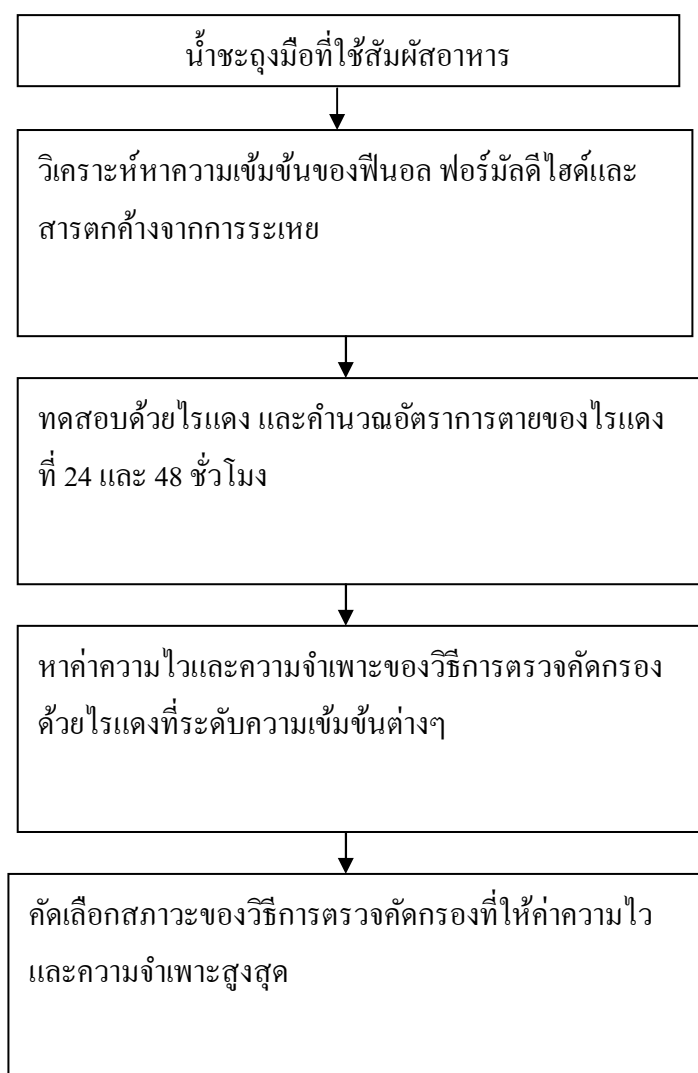 น้ำชะถุงมือที่ใช้สัมผัสอาหาร
วิเคราะห์หาความเข้มข้นของฟีนอล ฟอร์มัลดีไฮด์และ
สารตกค้างจากการระเหย
ทดสอบด้วยไรแดง และคำนวณอัตราการตายของไรแดง
ที่ 24 และ 48 ชั่วโมง
หาค่าความไวและความจำเพาะของวิธีการตรวจคัดกรอง
ด้วยไรแดงที่ระดับความเข้มข้นต่างๆ
คัดเลือกสภาวะของวิธีการตรวจคัดกรองที่ให้ค่าความไว
และความจำเพาะสูงสุด